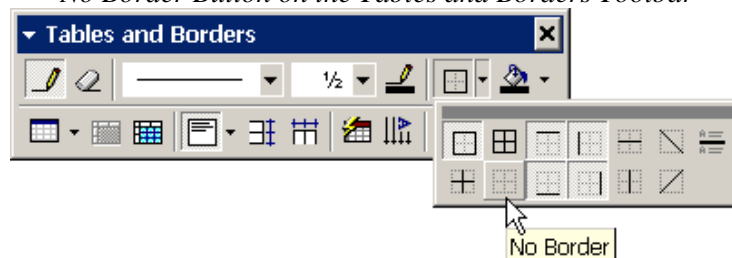 No Border Button on the Tables and Borders Toolbar
Tables and Borders
½
No Border